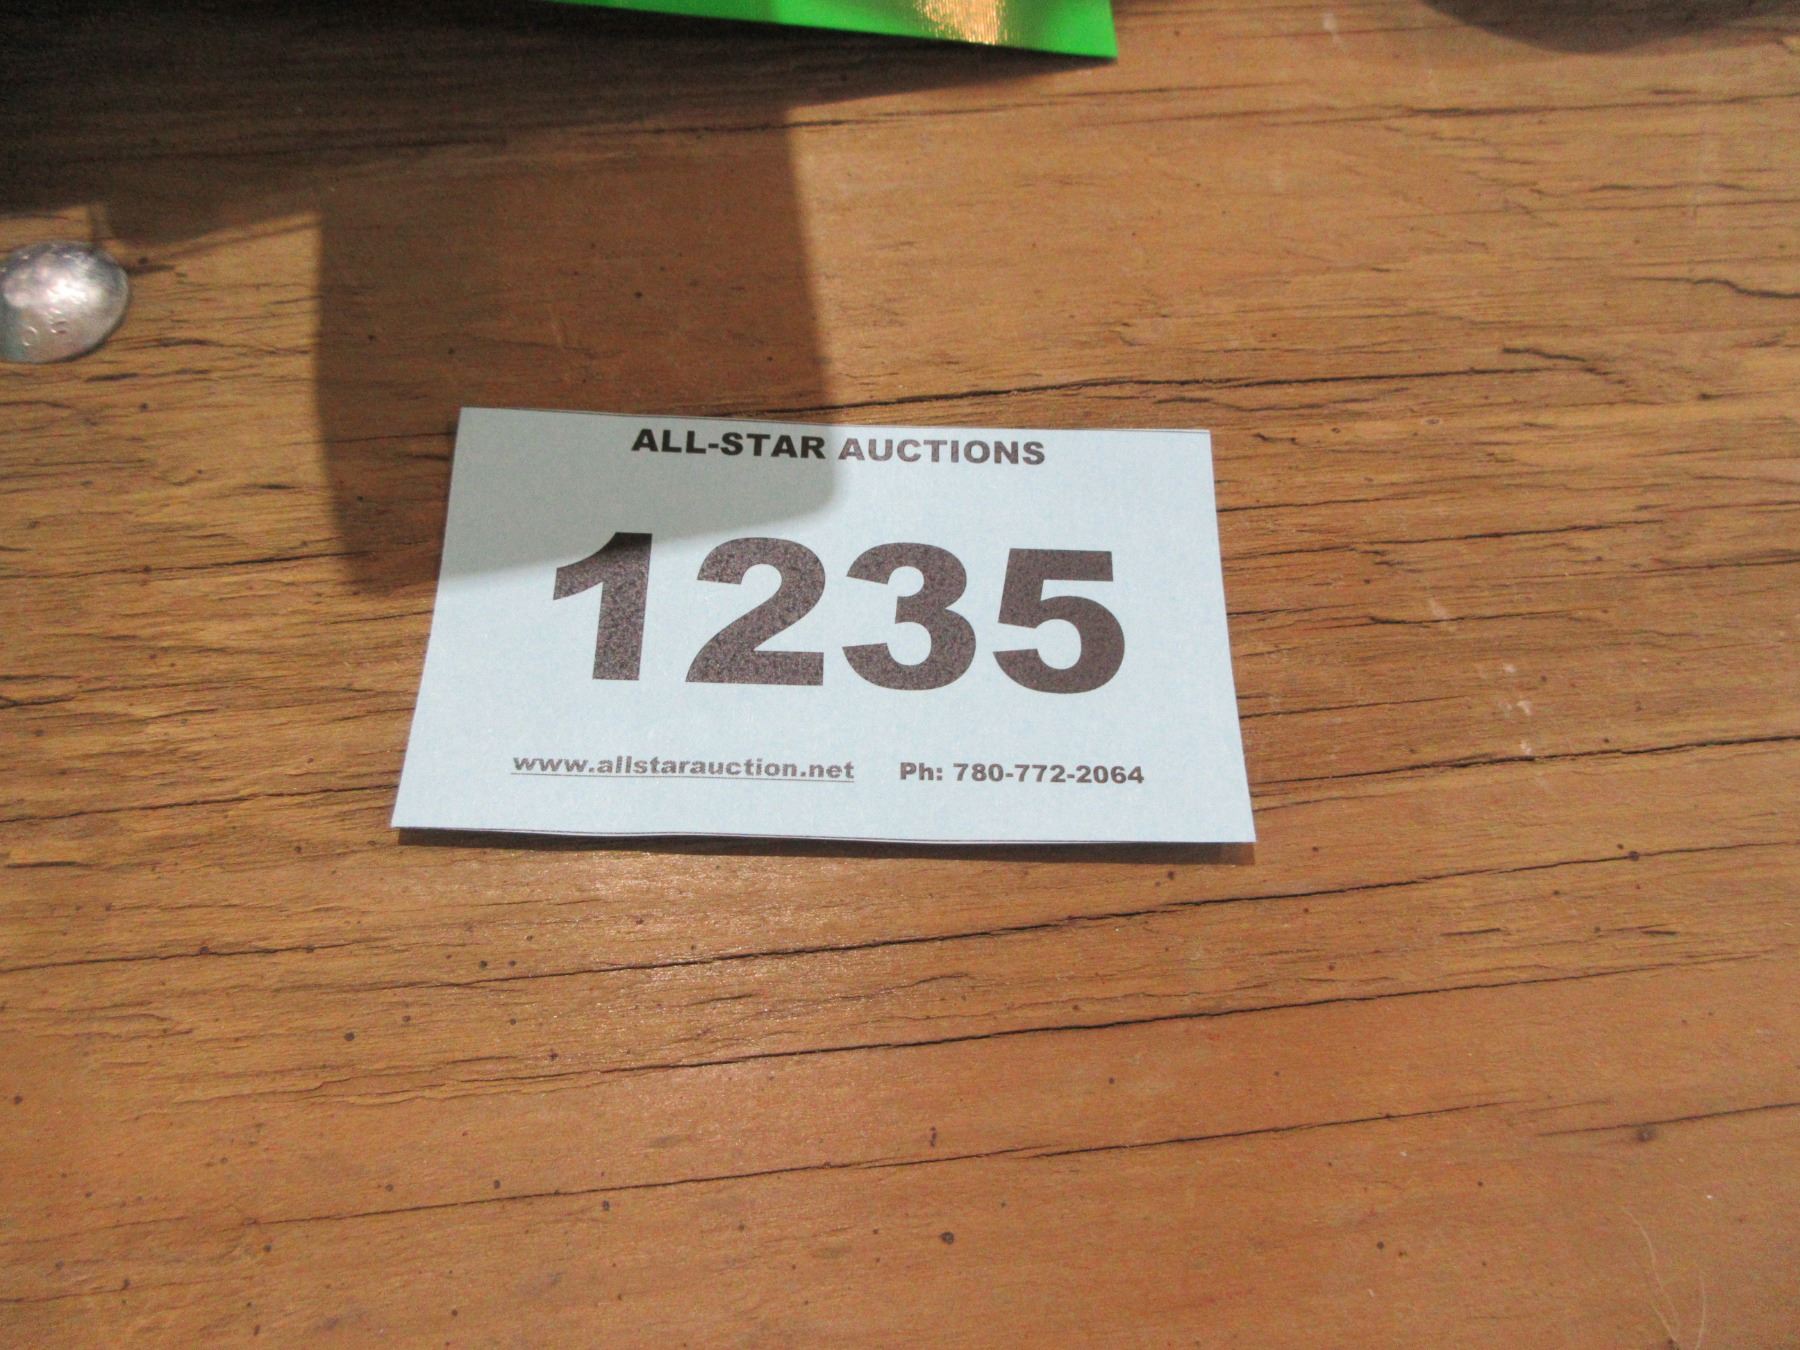 ALL-STAR AUCTIONS
1235
www.allstarauction.net Ph: 780-772-2064